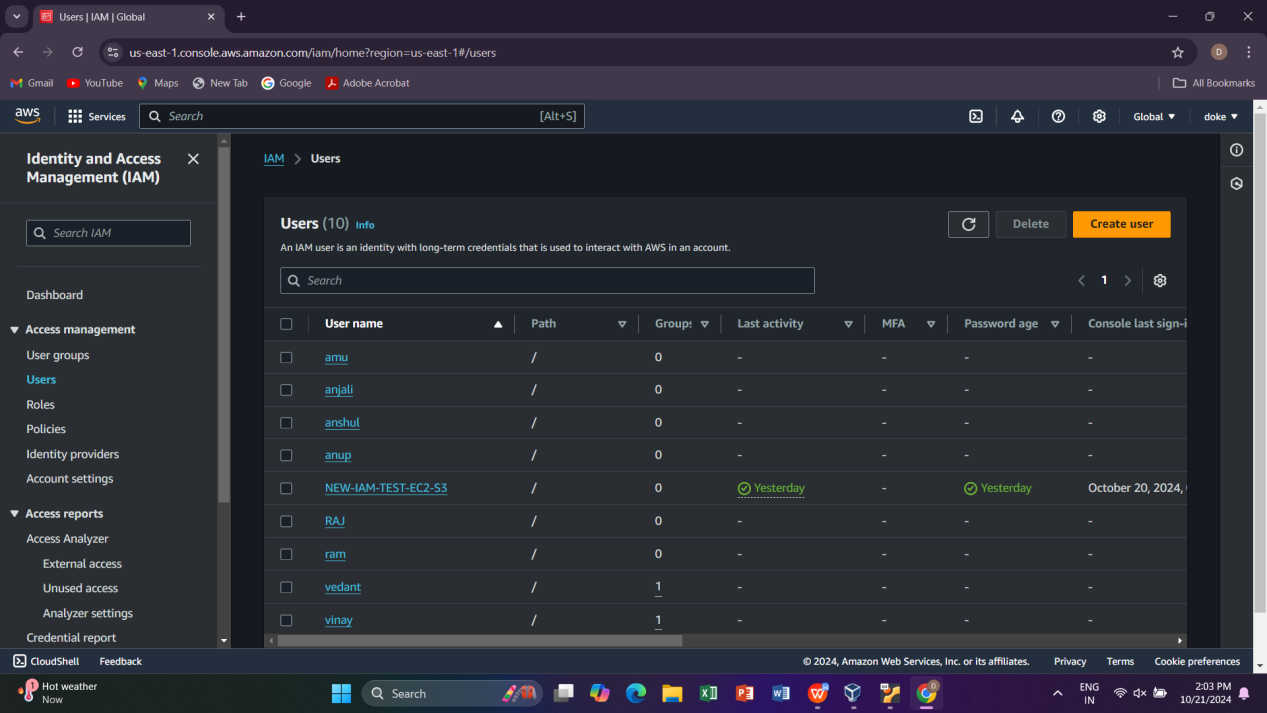 Users | IAM | Global
us-east-1.console.aws.amazon.com/iam/home?region=us-east-1#/users
D
Gmail
YouTube
Maps
New Tab
Google
Adobe Acrobat
All Bookmarks
aws
Services
Search
[Alt+S]
Global
doke
Identity and Access
Management (IAM)
Search IAM
Dashboard
Access management
User groups
Users
Roles
Policies
Identity providers
Account settings
Access reports
Access Analyzer
External access
Unused access
Analyzer settings
Credential report
IAM > Users
Users (10) Info
Delete
Create user
An IAM user is an identity with long-term credentials that is used to interact with AWS in an account.
Search
1
User name Path Groups Last activity MFA Password age Console last sign-i
amu / 0 - - - -
anjali / 0 - - - -
anshul / 0 - - - -
anup / 0 - - - -
NEW-IAM-TEST-EC2-S3 / 0 Yesterday - Yesterday October 20, 2024,
RAJ / 0 - - - -
ram / 0 - - - -
vedant / 1 - - - -
vinay / 1 - - - -
CloudShell
Feedback
© 2024, Amazon Web Services, Inc. or its affiliates.
Privacy
Terms
Cookie preferences
1
Hot weather
Now
Search
D
ENG
IN
2:03 PM
10/21/2024